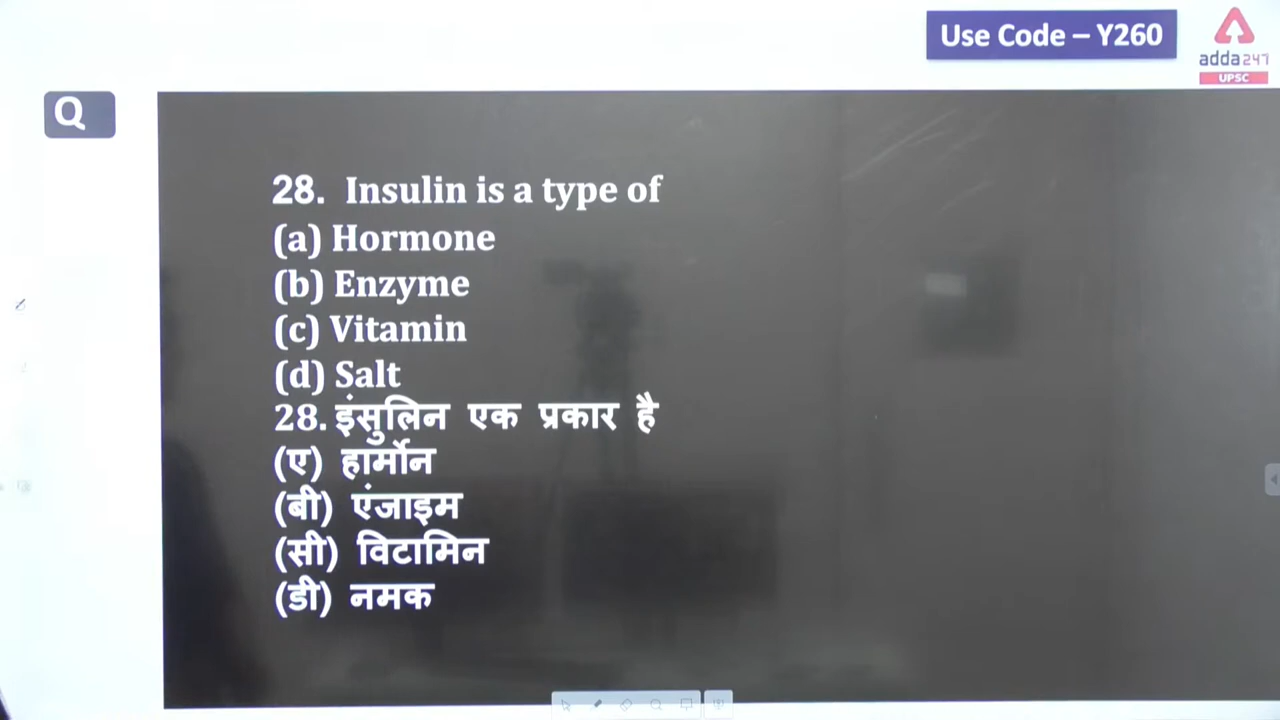 Use Code – Y260
adda247
UPSC
Q
28. Insulin is a type of
(a) Hormone
(b) Enzyme
(c) Vitamin
(d) Salt
28. इंसुलिन एक प्रकार है
(ए) हार्मोन
(बी) एंजाइम
(सी) विटामिन
(डी) नमक